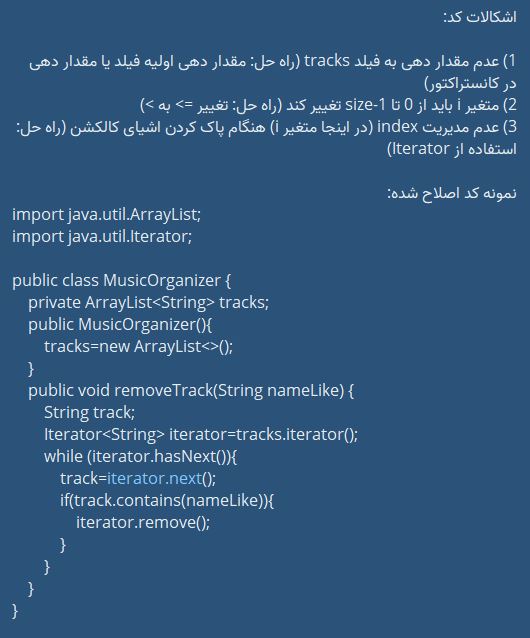 اشکالات کد:
1) عدم مقدار دهی به فیلد tracks (راه حل: مقدار دهی اولیه فیلد یا مقدار دهی
در کانستراکتور)
2) متغیر i باید از 0 تا size-1 تغییر کند (راه حل: تغییر => به >)
3) عدم مدیریت index (در اینجا متغیر i) هنگام پاک کردن اشیای کالکشن (راه حل:
استفاده از Iterator)
نمونه کد اصلاح شده:
import java.util.ArrayList;
import java.util.Iterator;
public class MusicOrganizer {
    private ArrayList<String> tracks;
    public MusicOrganizer(){
        tracks=new ArrayList<>();
    }
    public void removeTrack(String nameLike) {
        String track;
        Iterator<String> iterator=tracks.iterator();
        while (iterator.hasNext()){
            track=iterator.next();
            if(track.contains(nameLike)){
                iterator.remove();
            }
        }
    }
}